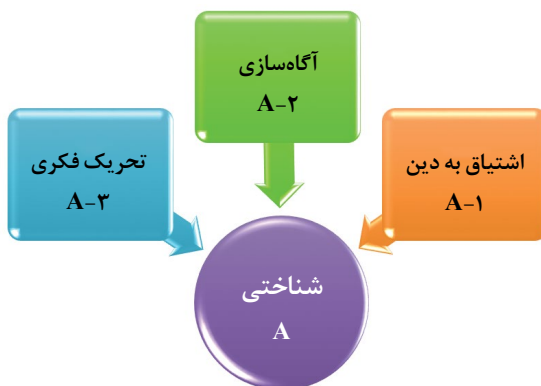 آگاه‌سازی
A-۲
اشتیاق به دین
A-۱
تحریک فکری
A-۳
شناختی
A